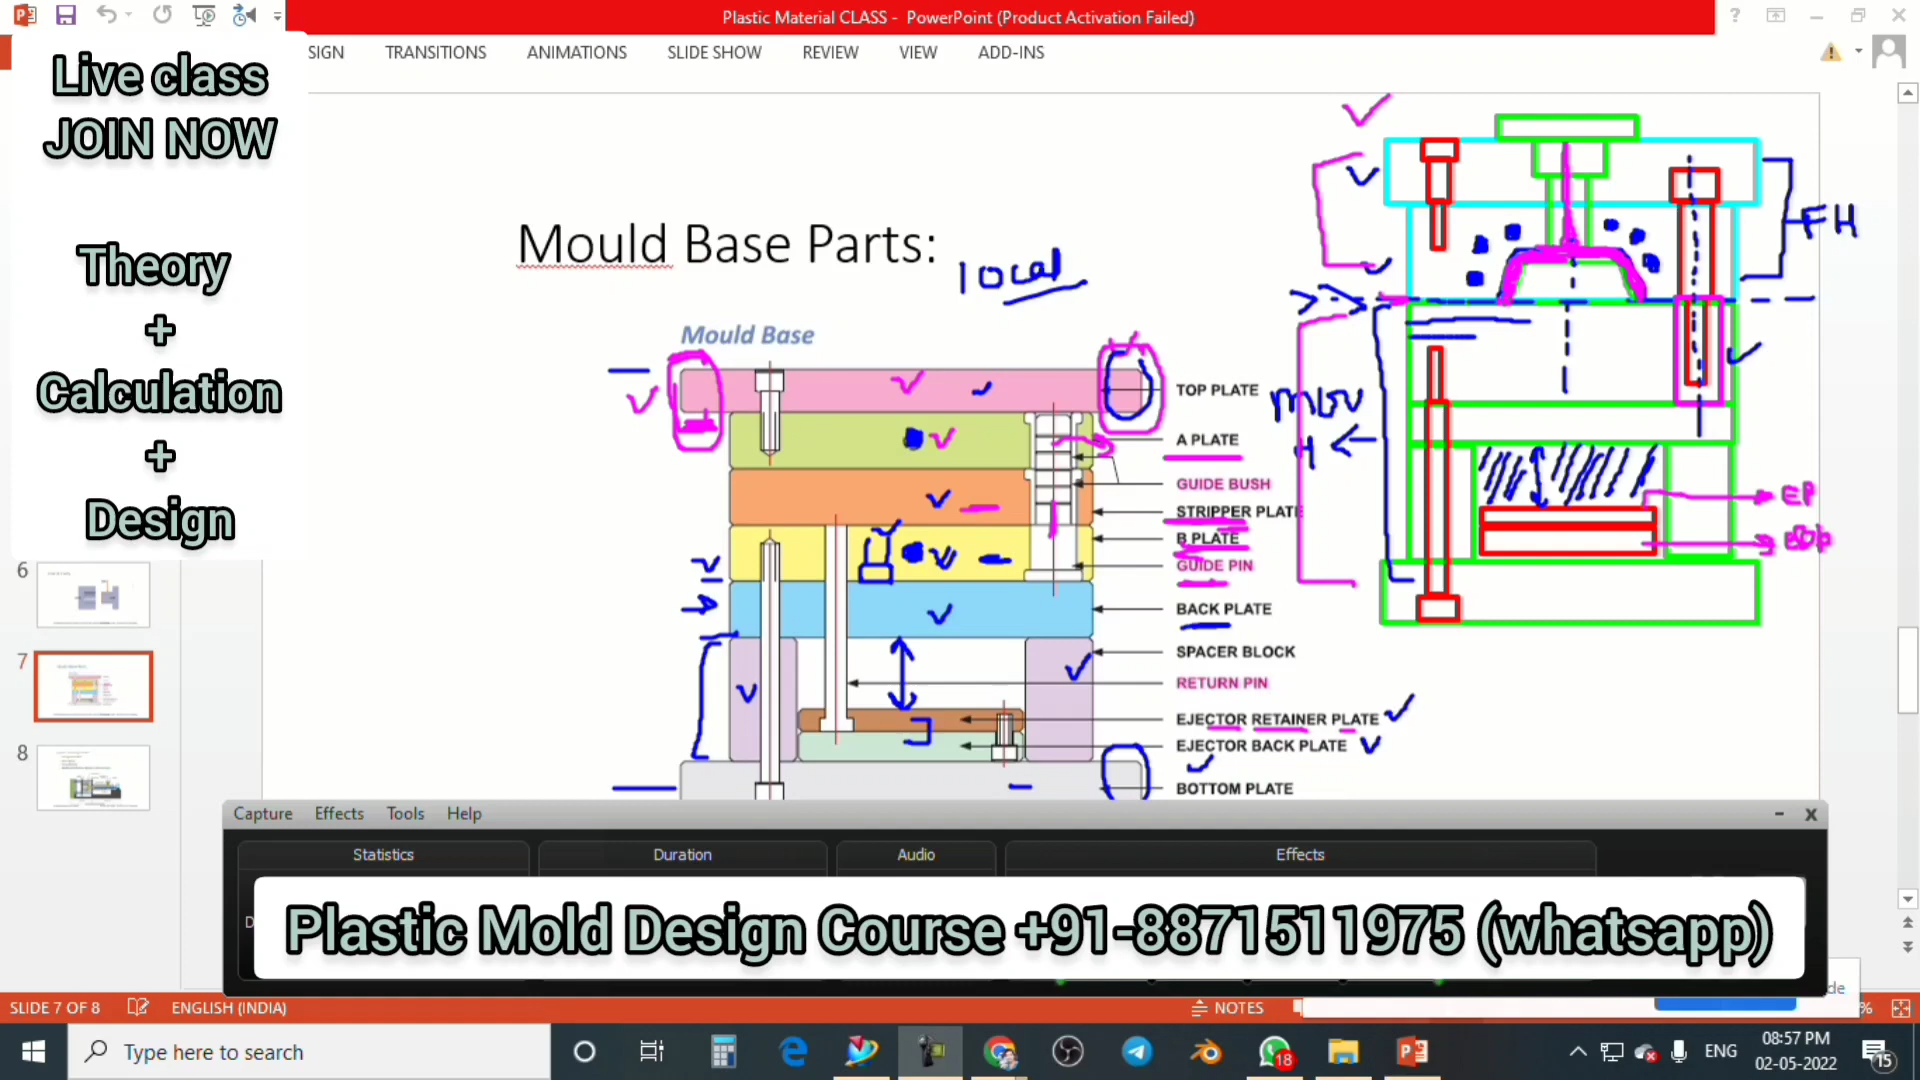 Plastic Material CLASS - PowerPoint (Product Activation Failed)
SIGN TRANSITIONS ANIMATIONS SLIDE SHOW REVIEW VIEW ADD-INS
Live class
JOIN NOW
Theory
+
Calculation
+
Design
Mould Base Parts:
local
Mould Base
TOP PLATE
A PLATE
GUIDE BUSH
STRIPPER PLATE
B PLATE
GUIDE PIN
BACK PLATE
SPACER BLOCK
RETURN PIN
EJECTOR RETAINER PLATE
EJECTOR BACK PLATE
BOTTOM PLATE
FH
MOV
H
EP
6
7
8
Capture Effects Tools Help
Statistics Duration Audio Effects
D
Plastic Mold Design Course +91-8871511975 (whatsapp)
de
SLIDE 7 OF 8 ENGLISH (INDIA) NOTES %
Type here to search
18
ENG
08:57 PM
02-05-2022
15